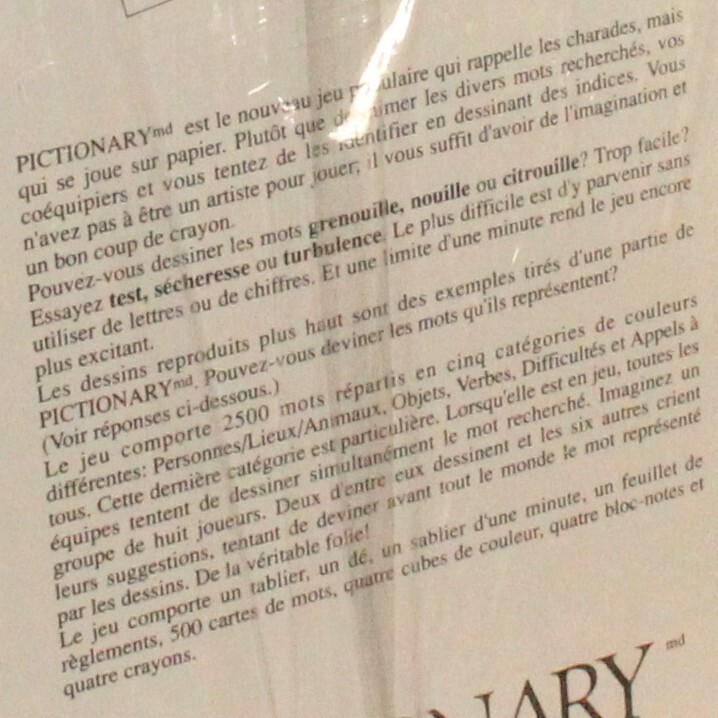 PICTIONARYmd est le nouveau jeu populaire qui rappelle les charades, mais
qui se joue sur papier. Plutôt que de mimer les divers mots recherchés, vos
coéquipiers et vous tentez de les identifier en dessinant des indices. Vous
n'avez pas à être un artiste pour jouer; il vous suffit d'avoir de l'imagination et
un bon coup de crayon.
Pouvez-vous dessiner les mots grenouille, nouille ou citrouille? Trop facile?
Essayez test, sécheresse ou turbulence. Le plus difficile est d'y parvenir sans
utiliser de lettres ou de chiffres. Et une limite d'une minute rend le jeu encore
plus excitant.
Les dessins reproduits plus haut sont des exemples tirés d'une partie de
PICTIONARYmd. Pouvez-vous deviner les mots qu'ils représentent?
(Voir réponses ci-dessous.)
Le jeu comporte 2500 mots répartis en cinq catégories de couleurs
différentes: Personnes/Lieux/Animaux, Objets, Verbes, Difficultés et Appels à
tous. Cette dernière catégorie est particulière. Lorsqu'elle est en jeu, toutes les
équipes tentent de dessiner simultanément le mot recherché. Imaginez un
groupe de huit joueurs. Deux d'entre eux dessinent et les six autres crient
leurs suggestions, tentant de deviner avant tout le monde le mot représenté
par les dessins. De la véritable folie!
Le jeu comporte un tablier, un dé, un sablier d'une minute, un feuillet de
règlements, 500 cartes de mots, quatre cubes de couleur, quatre bloc-notes et
quatre crayons.
ONARY md